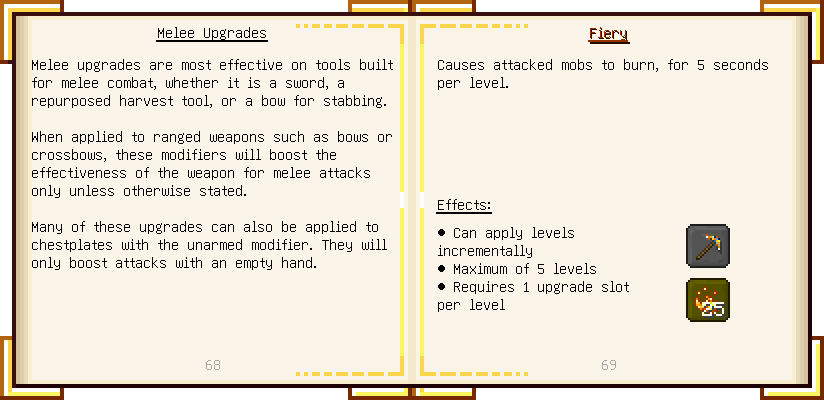 Melee Upgrades
Melee upgrades are most effective on tools built
for melee combat, whether it is a sword, a
repurposed harvest tool, or a bow for stabbing.
When applied to ranged weapons such as bows or
crossbows, these modifiers will boost the
effectiveness of the weapon for melee attacks
only unless otherwise stated.
Many of these upgrades can also be applied to
chestplates with the unarmed modifier. They will
only boost attacks with an empty hand.
68
Fiery
Causes attacked mobs to burn, for 5 seconds
per level.
Effects:
• Can apply levels
incrementally
• Maximum of 5 levels
• Requires 1 upgrade slot
per level
25
69